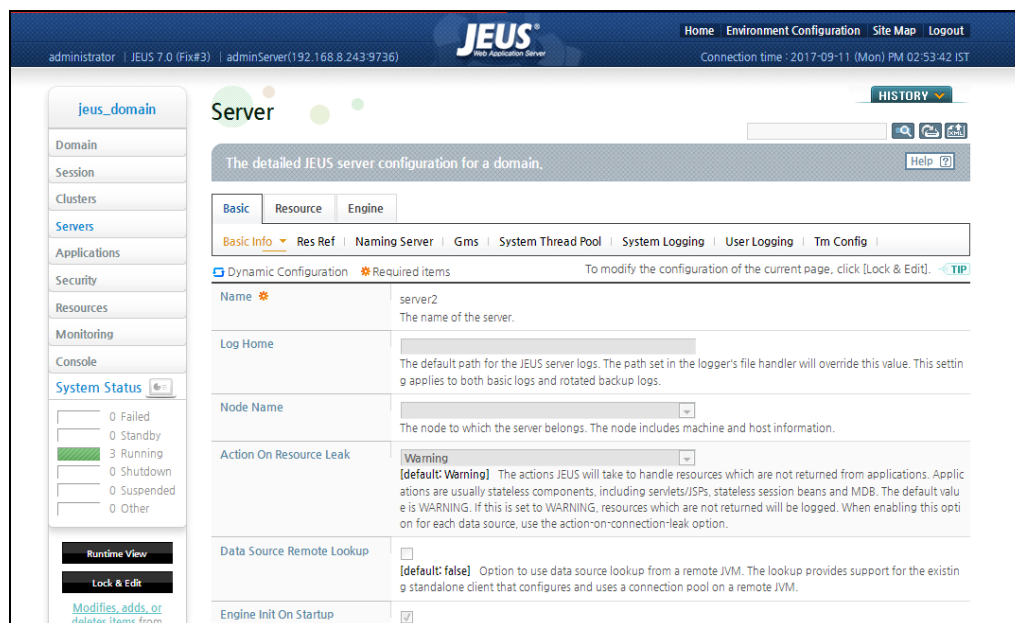 JEUS®
Web Application Server
Home | Environment Configuration | Site Map | Logout
administrator | JEUS 7.0 (Fix#3) | adminServer(192.168.8.243:9736)
Connection time : 2017-09-11 (Mon) PM 02:53:42 IST
HISTORY
jeus_domain
Domain
Session
Clusters
Servers
Applications
Security
Resources
Monitoring
Console
System Status
0 Failed
0 Standby
3 Running
0 Shutdown
0 Suspended
0 Other
Runtime View
Lock & Edit
Modifies, adds, or
deletes items from
Server
XML
The detailed JEUS server configuration for a domain.
Help ?
Basic Resource Engine
Basic Info Res Ref | Naming Server | Gms | System Thread Pool | System Logging | User Logging | Tm Config |
Dynamic Configuration Required items
To modify the configuration of the current page, click [Lock & Edit]. TIP
Name
server2
The name of the server.
Log Home
The default path for the JEUS server logs. The path set in the logger's file handler will override this value. This settin
g applies to both basic logs and rotated backup logs.
Node Name
The node to which the server belongs. The node includes machine and host information.
Action On Resource Leak
Warning
[default: Warning] The actions JEUS will take to handle resources which are not returned from applications. Applic
ations are usually stateless components, including servlets/JSPs, stateless session beans and MDB. The default valu
e is WARNING. If this is set to WARNING, resources which are not returned will be logged. When enabling this opti
on for each data source, use the action-on-connection-leak option.
Data Source Remote Lookup
[default: false] Option to use data source lookup from a remote JVM. The lookup provides support for the existin
g standalone client that configures and uses a connection pool on a remote JVM.
Engine Init On Startup